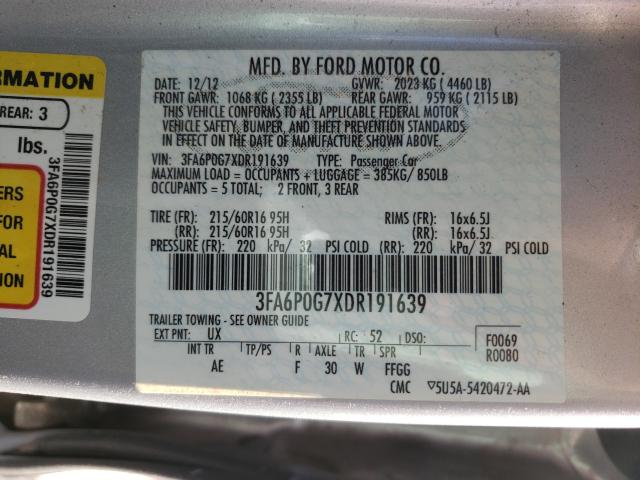 RMATION
REAR: 3
lbs.
ERS
FOR
AL
ION
3FA6P0G7XDR191639
MFD. BY FORD MOTOR CO.
DATE: 12/12 GVWR: 2023 KG ( 4460 LB)
FRONT GAWR: 1068 KG ( 2355 LB) REAR GAWR: 959 KG ( 2115 LB)
THIS VEHICLE CONFORMS TO ALL APPLICABLE FEDERAL MOTOR
VEHICLE SAFETY, BUMPER, AND THEFT PREVENTION STANDARDS
IN EFFECT ON THE DATE OF MANUFACTURE SHOWN ABOVE.
VIN: 3FA6P0G7XDR191639 TYPE: Passenger Car
MAXIMUM LOAD = OCCUPANTS + LUGGAGE = 385KG/ 850LB
OCCUPANTS = 5 TOTAL; 2 FRONT, 3 REAR
TIRE (FR): 215/60R16 95H RIMS (FR): 16x6.5J
(RR): 215/60R16 95H (RR): 16x6.5J
PRESSURE (FR): 220 kPa/ 32 PSI COLD (RR): 220 kPa/ 32 PSI COLD
3FA6P0G7XDR191639
TRAILER TOWING - SEE OWNER GUIDE
EXT PNT: UX RC: 52 DSO: F0069
R0080
INT TR TP/PS R AXLE TR SPR
AE F 30 W FFGG
CMC ▽5U5A-5420472-AA